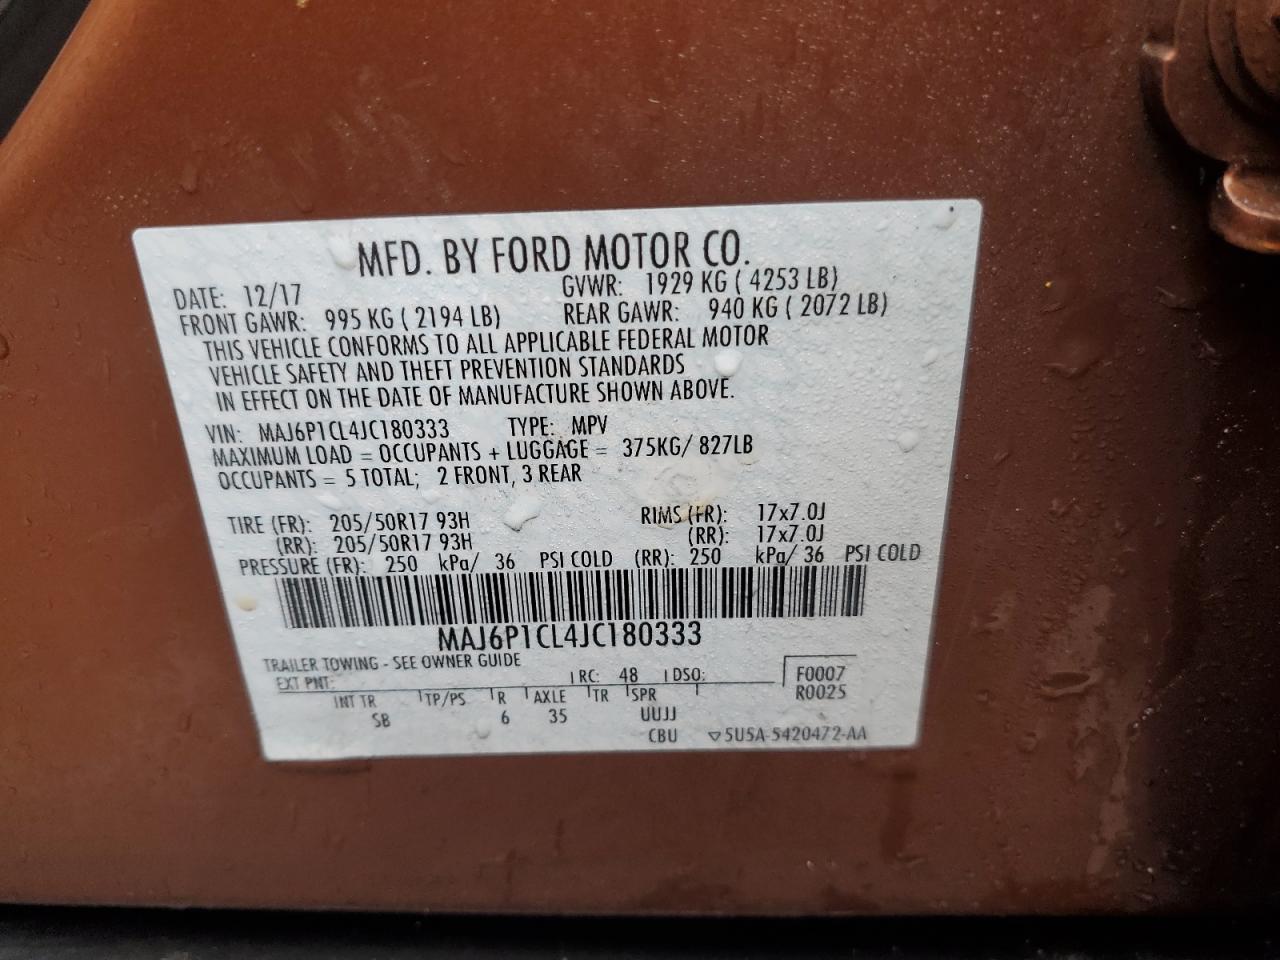 MFD. BY FORD MOTOR CO.
DATE: 12/17 GVWR: 1929 KG ( 4253 LB)
FRONT GAWR: 995 KG ( 2194 LB) REAR GAWR: 940 KG ( 2072 LB)
THIS VEHICLE CONFORMS TO ALL APPLICABLE FEDERAL MOTOR
VEHICLE SAFETY AND THEFT PREVENTION STANDARDS
IN EFFECT ON THE DATE OF MANUFACTURE SHOWN ABOVE.
VIN: MAJ6P1CL4JC180333 TYPE: MPV
MAXIMUM LOAD = OCCUPANTS + LUGGAGE = 375KG/ 827LB
OCCUPANTS = 5 TOTAL; 2 FRONT, 3 REAR
TIRE (FR): 205/50R17 93H RIMS (FR): 17x7.0J
(RR): 205/50R17 93H (RR): 17x7.0J
PRESSURE (FR): 250 kPa/ 36 PSI COLD (RR): 250 kPa/ 36 PSI COLD
MAJ6P1CL4JC180333
TRAILER TOWING - SEE OWNER GUIDE
EXT PNT: RC: 48 DSO: F0007
R0025
INT TR TP/PS R AXLE TR SPR
SB 6 35 UUJJ
CBU ▽5U5A-5420472-AA